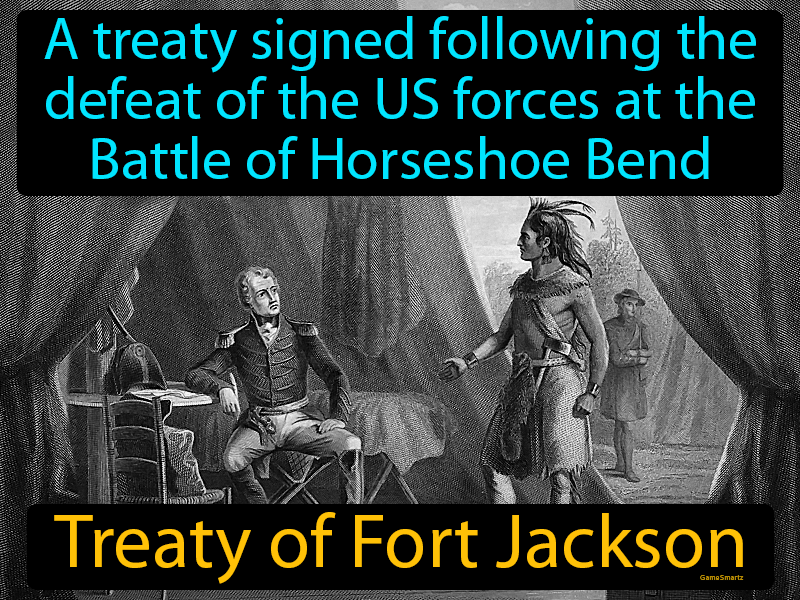 A treaty signed following the
defeat of the US forces at the
Battle of Horseshoe Bend
Treaty of Fort Jackson
GameSmartz